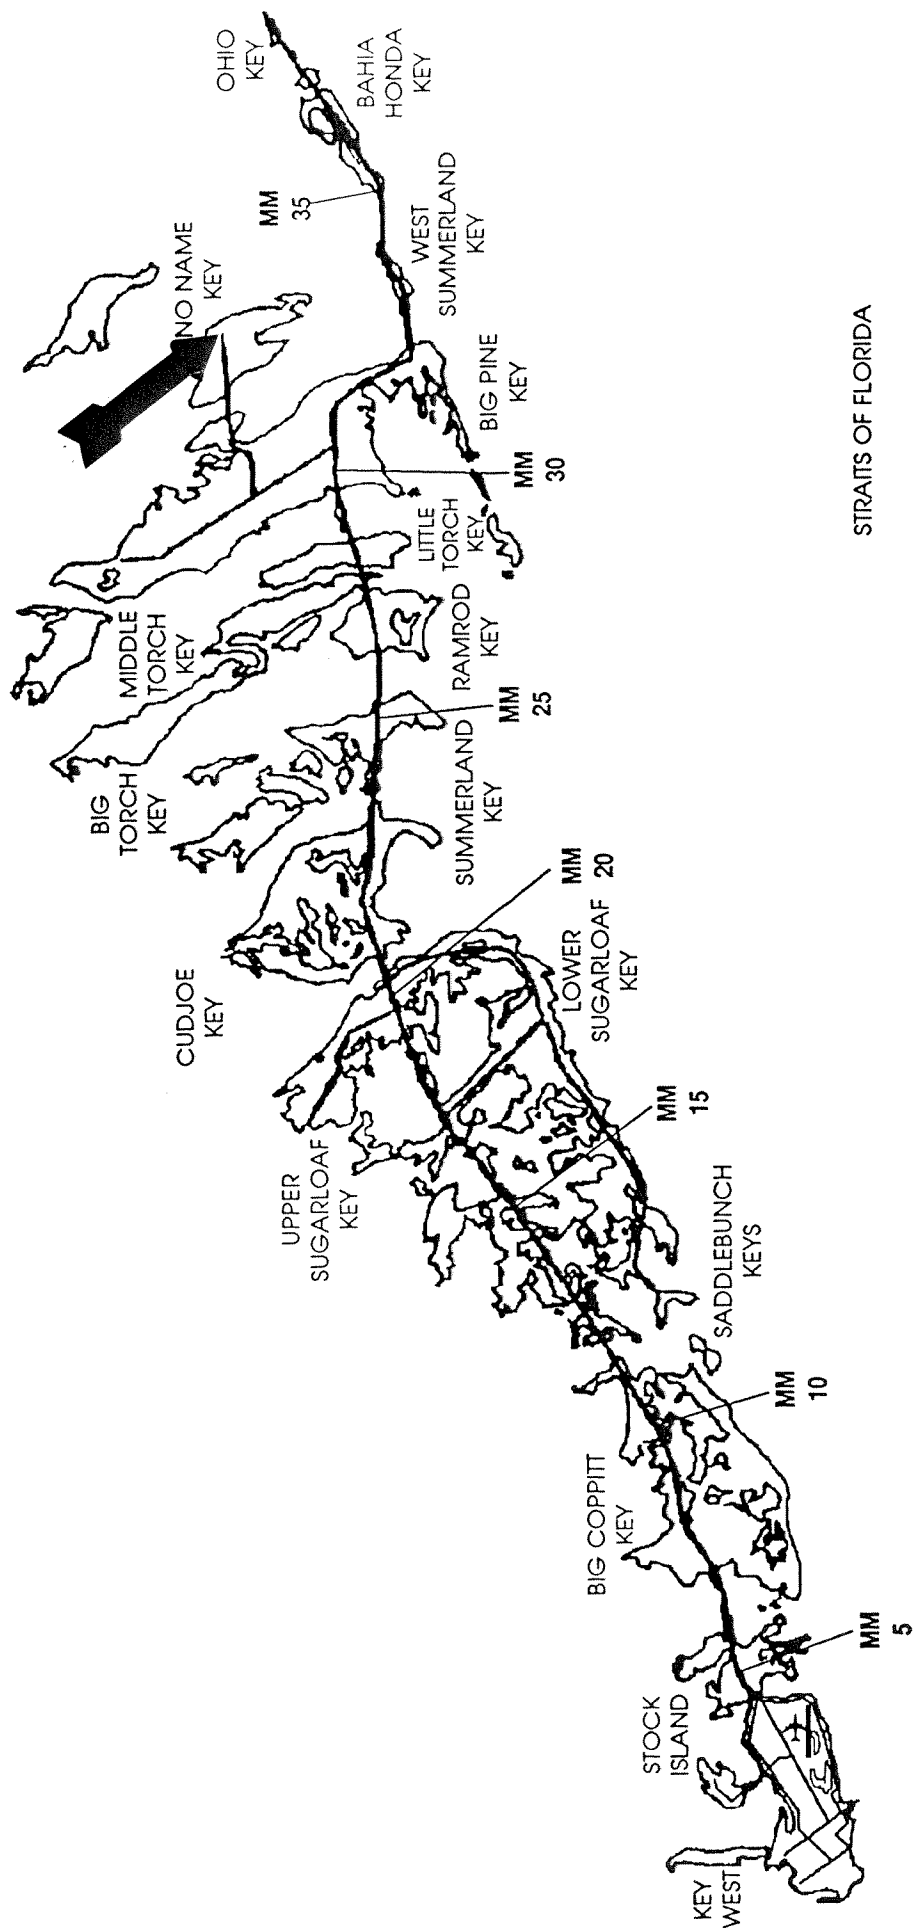 OHIO
KEY
BAHIA
HONDA
KEY
MM
35
WEST
SUMMERLAND
KEY
NO NAME
KEY
BIG PINE
KEY
MM
30
LITTLE
TORCH
KEY
MIDDLE
TORCH
KEY
RAMROD
KEY
BIG
TORCH
KEY
MM
25
SUMMERLAND
KEY
CUDJOE
KEY
MM
20
LOWER
SUGARLOAF
KEY
UPPER
SUGARLOAF
KEY
MM
15
SADDLEBUNCH
KEYS
MM
10
BIG COPPITT
KEY
MM
5
STOCK
ISLAND
KEY
WEST
STRAITS OF FLORIDA